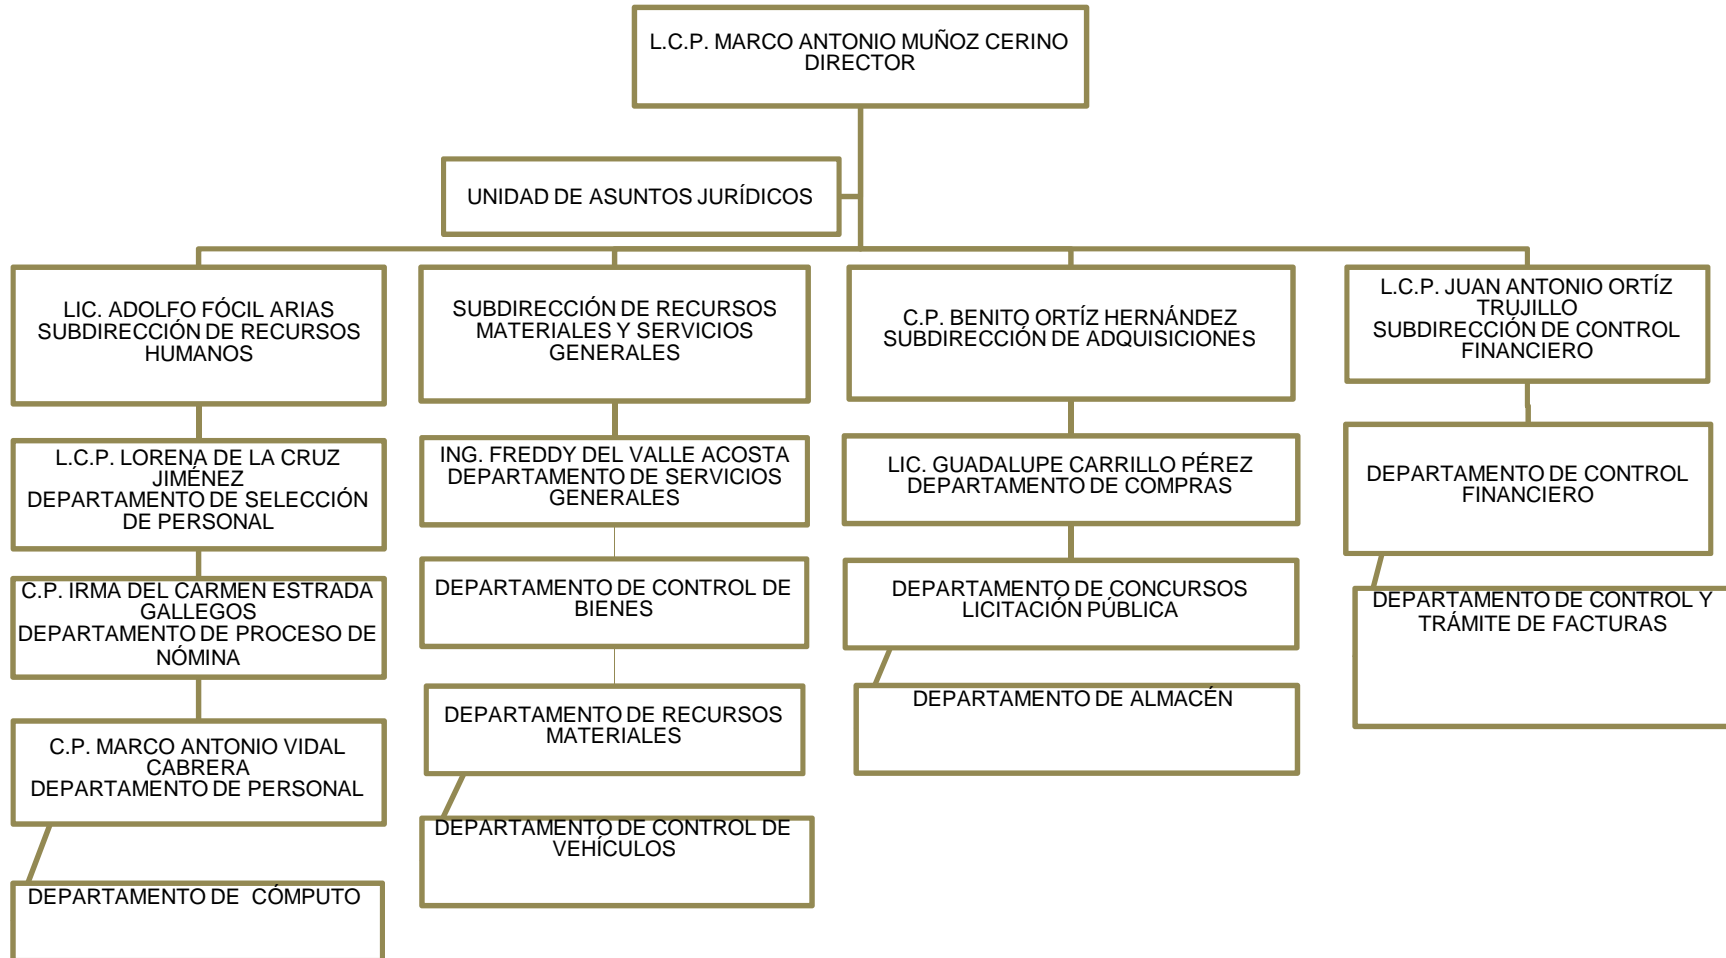 L.C.P. MARCO ANTONIO MUÑOZ CERINO
DIRECTOR
UNIDAD DE ASUNTOS JURÍDICOS
LIC. ADOLFO FÓCIL ARIAS
SUBDIRECCIÓN DE RECURSOS
HUMANOS
L.C.P. LORENA DE LA CRUZ
JIMÉNEZ
DEPARTAMENTO DE SELECCIÓN
DE PERSONAL
C.P. IRMA DEL CARMEN ESTRADA
GALLEGOS
DEPARTAMENTO DE PROCESO DE
NÓMINA
C.P. MARCO ANTONIO VIDAL
CABRERA
DEPARTAMENTO DE PERSONAL
DEPARTAMENTO DE CÓMPUTO
SUBDIRECCIÓN DE RECURSOS
MATERIALES Y SERVICIOS
GENERALES
ING. FREDDY DEL VALLE ACOSTA
DEPARTAMENTO DE SERVICIOS
GENERALES
DEPARTAMENTO DE CONTROL DE
BIENES
DEPARTAMENTO DE RECURSOS
MATERIALES
DEPARTAMENTO DE CONTROL DE
VEHÍCULOS
C.P. BENITO ORTÍZ HERNÁNDEZ
SUBDIRECCIÓN DE ADQUISICIONES
LIC. GUADALUPE CARRILLO PÉREZ
DEPARTAMENTO DE COMPRAS
DEPARTAMENTO DE CONCURSOS
LICITACIÓN PÚBLICA
DEPARTAMENTO DE ALMACÉN
L.C.P. JUAN ANTONIO ORTÍZ
TRUJILLO
SUBDIRECCIÓN DE CONTROL
FINANCIERO
DEPARTAMENTO DE CONTROL
FINANCIERO
DEPARTAMENTO DE CONTROL Y
TRÁMITE DE FACTURAS